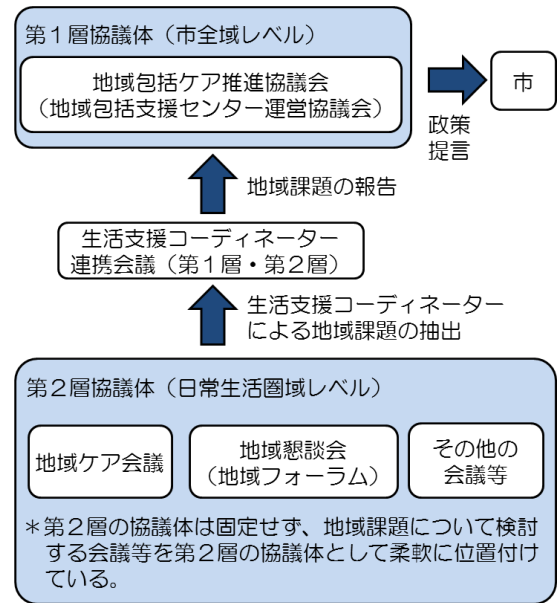 第１層協議体（市全域レベル）
地域包括ケア推進協議会
（地域包括支援センター運営協議会）
市
政策
提言
地域課題の報告
生活支援コーディネーター
連携会議（第１層・第２層）
生活支援コーディネーター
による地域課題の抽出
第２層協議体（日常生活圏域レベル）
地域ケア会議
地域懇談会
（地域フォーラム）
その他の
会議等
＊第２層の協議体は固定せず、地域課題について検討
する会議等を第２層の協議体として柔軟に位置付け
ている。